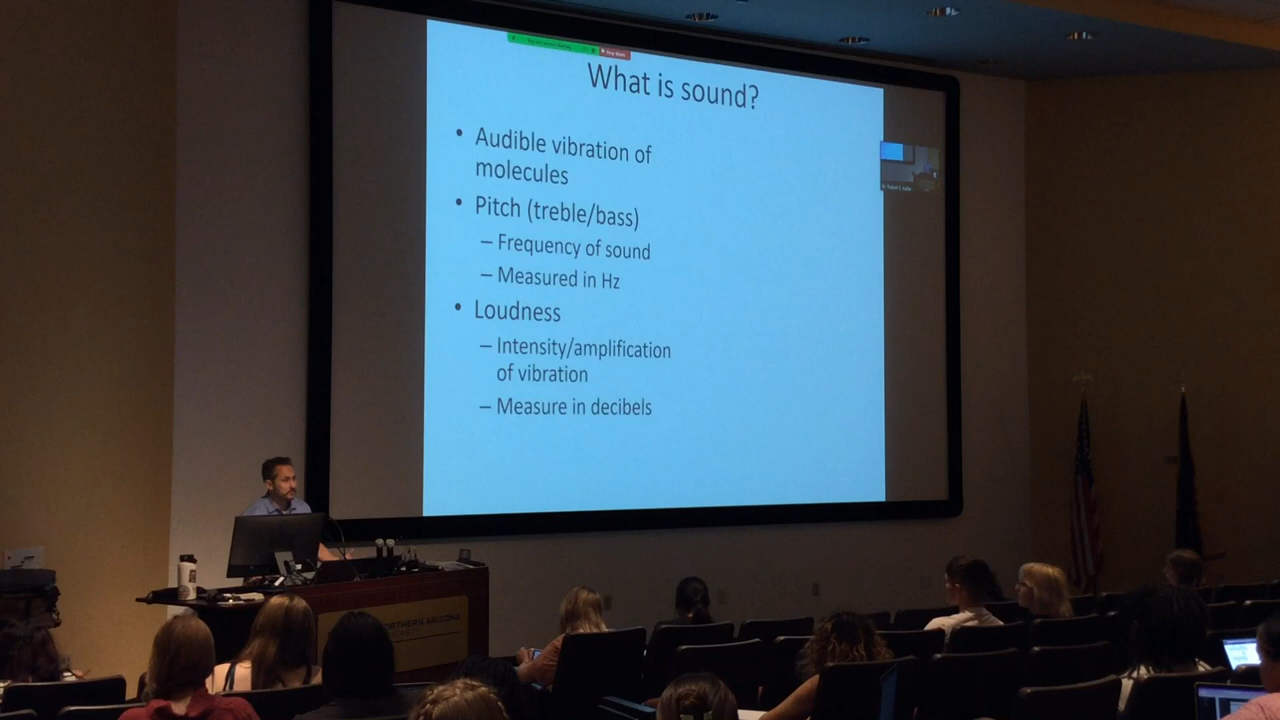 What is sound?
• Audible vibration of
molecules
• Pitch (treble/bass)
– Frequency of sound
– Measured in Hz
• Loudness
– Intensity/amplification
of vibration
– Measure in decibels
NORTHERN ARIZONA